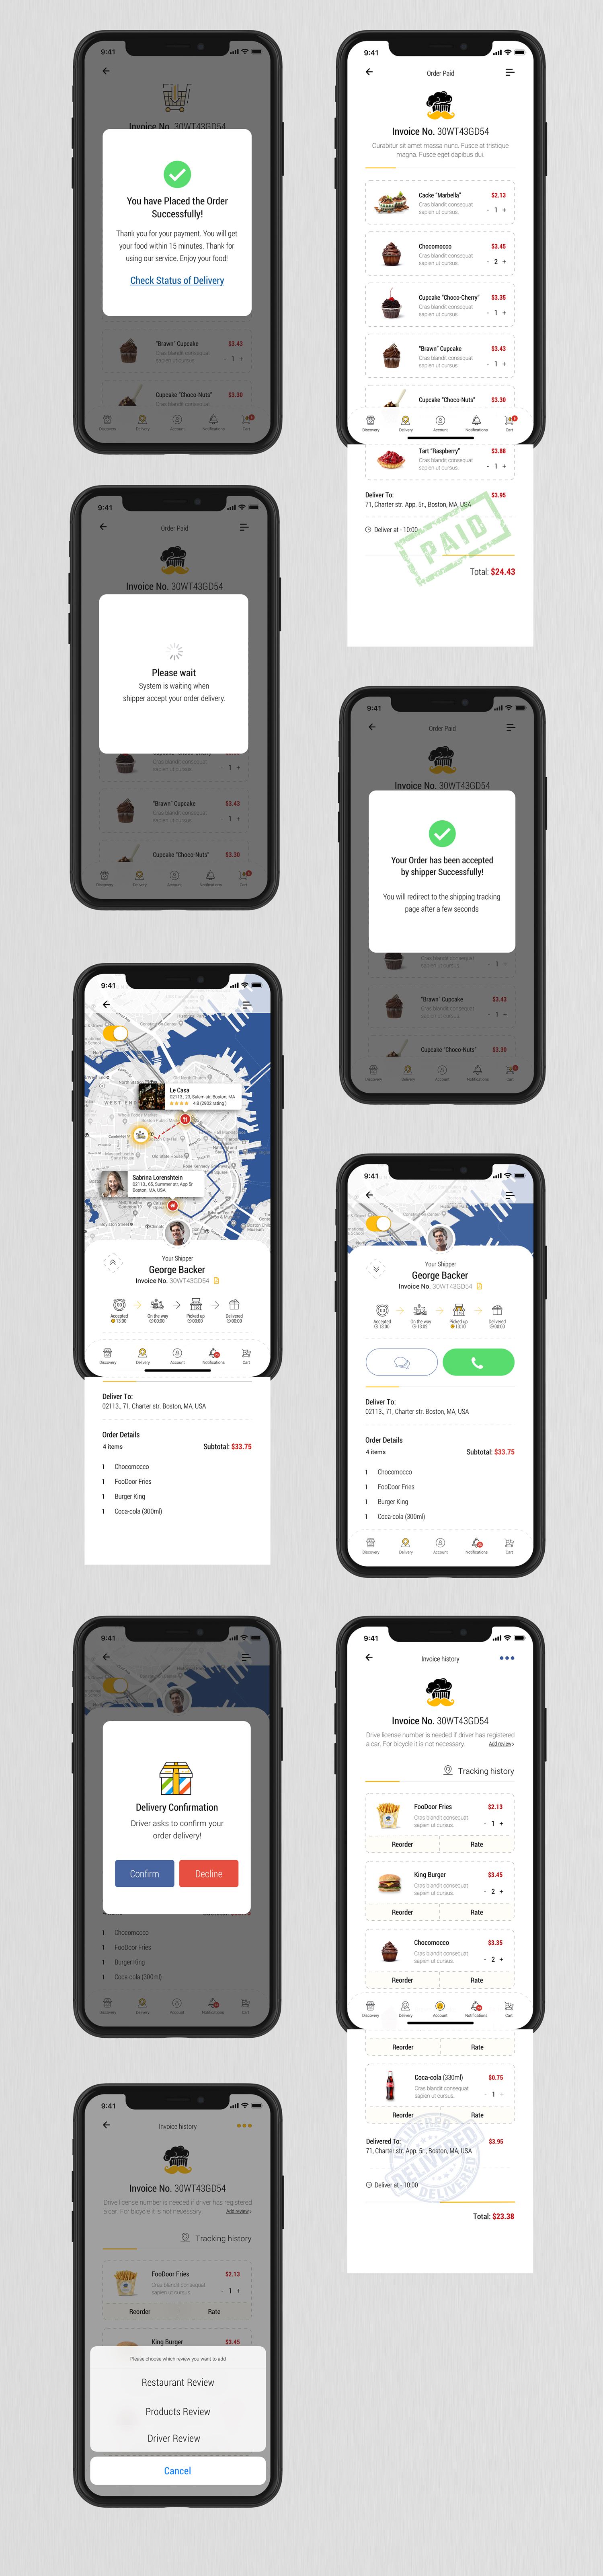 9:41
Invoice No. 30WT43GD54
You have Placed the Order
Successfully!
Thank you for your payment. You will get
your food within 15 minutes. Thank for
using our service. Enjoy your food!
Check Status of Delivery
"Brawn" Cupcake $3.43
Cras blandit consequat
sapien ut cursus. - 1 +
Cupcake "Choco-Nuts" $3.30
Cras blandit consequat
Discovery Delivery Account Notifications Cart
9:41
Order Paid
Invoice No. 30WT43GD54
Curabitur sit amet massa nunc. Fusce at tristique
magna. Fusce eget dapibus dui.
Cacke "Marbella" $2.13
Cras blandit consequat
sapien ut cursus. - 1 +
Chocomocco $3.45
Cras blandit consequat
sapien ut cursus. - 2 +
Cupcake "Choco-Cherry" $3.35
Cras blandit consequat
sapien ut cursus. - 1 +
"Brawn" Cupcake $3.43
Cras blandit consequat
sapien ut cursus. - 1 +
Cupcake "Choco-Nuts" $3.30
Discovery Delivery Account Notifications Cart
Tart "Raspberry" $3.88
Cras blandit consequat
sapien ut cursus. - 1 +
Deliver To: $3.95
71, Charter str. App. 5r., Boston, MA, USA
Deliver at - 10:00
PAID
Total: $24.43
9:41
Order Paid
Invoice No. 30WT43GD54
Please wait
System is waiting when
shipper accept your order delivery.
Cras blandit consequat
sapien ut cursus. - 1 +
"Brawn" Cupcake $3.43
Cras blandit consequat
sapien ut cursus. - 1 +
Cupcake "Choco-Nuts" $3.30
Discovery Delivery Account Notifications Cart
9:41
Order Paid
Invoice No. 30WT43GD54
Your Order has been accepted
by shipper Successfully!
You will redirect to the shipping tracking
page after a few seconds
Cras blandit consequat
sapien ut cursus. - 1 +
"Brawn" Cupcake $3.43
Cras blandit consequat
sapien ut cursus. - 1 +
Cupcake "Choco-Nuts" $3.30
Discovery Delivery Account Notifications Cart
9:41
WEST END
Le Casa
02113., 23, Salem str, Boston, MA
4.8 (2902 rating )
Old State House
Sabrina Lorenshtein
02113., 65, Summer str, App 5r
Boston, MA, USA
Your Shipper
George Backer
Invoice No. 30WT43GD54
Accepted On the way Picked up Delivered
13:00 00:00 00:00 00:00
Discovery Delivery Account Notifications Cart
Deliver To:
02113., 71, Charter str. Boston, MA, USA
Order Details
4 items Subtotal: $33.75
1 Chocomocco
1 FooDoor Fries
1 Burger King
1 Coca-cola (300ml)
9:41
Your Shipper
George Backer
Invoice No. 30WT43GD54
Accepted On the way Picked up Delivered
13:00 13:02 13:10 00:00
Deliver To:
02113., 71, Charter str. Boston, MA, USA
Order Details
4 items Subtotal: $33.75
1 Chocomocco
1 FooDoor Fries
1 Burger King
1 Coca-cola (300ml)
Discovery Delivery Account Notifications Cart
9:41
Delivery Confirmation
Driver asks to confirm your
order delivery!
Confirm Decline
1 Chocomocco
1 FooDoor Fries
1 Burger King
1 Coca-cola (300ml)
Discovery Delivery Account Notifications Cart
9:41
Invoice history
Invoice No. 30WT43GD54
Drive license number is needed if driver has registered
a car. For bicycle it is not necessary. Add review>
Tracking history
FooDoor Fries $2.13
Cras blandit consequat
sapien ut cursus. - 1 +
Reorder Rate
King Burger $3.45
Cras blandit consequat
sapien ut cursus. - 2 +
Reorder Rate
Chocomocco $3.35
Cras blandit consequat
sapien ut cursus. - 2 +
Reorder Rate
Discovery Delivery Account Notifications Cart
Reorder Rate
Coca-cola (330ml) $0.75
Cras blandit consequat
sapien ut cursus. - 1 +
Reorder Rate
Delivered To: $3.95
71, Charter str. App. 5r., Boston, MA, USA
DELIVERED
DELIVERED
DELIVERED
Deliver at - 10:00
Total: $23.38
9:41
Invoice history
Invoice No. 30WT43GD54
Drive license number is needed if driver has registered
a car. For bicycle it is not necessary. Add review>
Tracking history
FooDoor Fries $2.13
Cras blandit consequat
sapien ut cursus. - 1 +
Reorder Rate
King Burger $3.45
Please choose which review you want to add
Restaurant Review
Products Review
Driver Review
Cancel